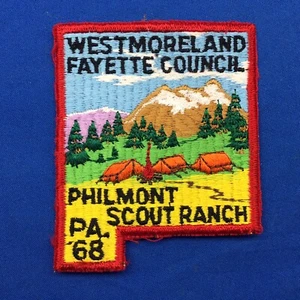 WESTMORELAND
FAYETTE COUNCIL
PHILMONT
SCOUT RANCH
PA.
'68